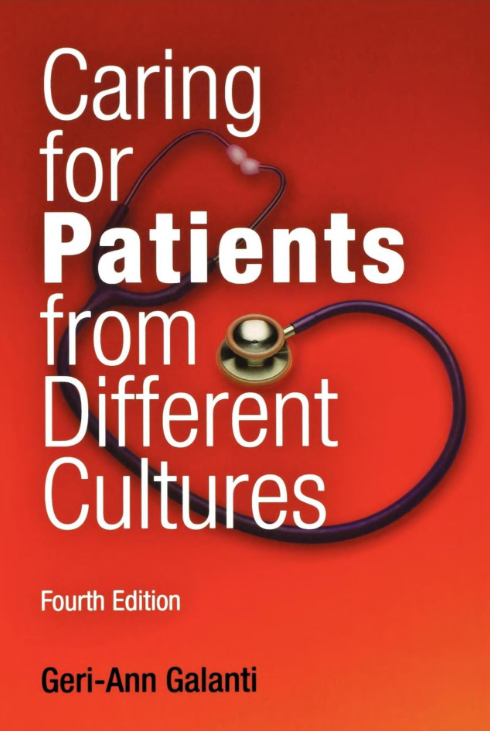 Caring
for
Patients
from
Different
Cultures
Fourth Edition
Geri-Ann Galanti